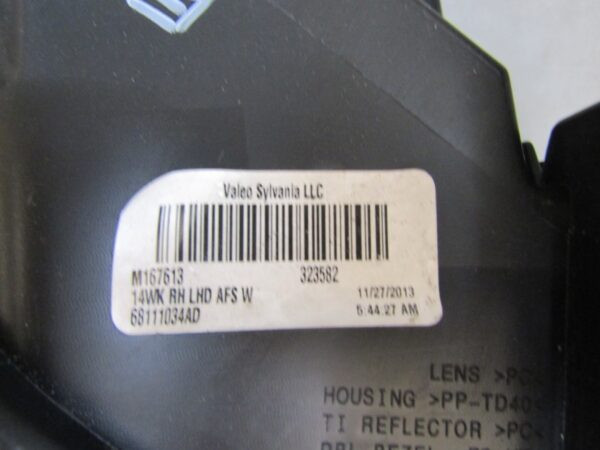 Valeo Sylvania LLC
M167613 323582
14WK RH LHD AFS W 11/27/2013
68111034AD 5:44:27 AM
LENS >PC<
HOUSING >PP-TD40<
TI REFLECTOR >PC<